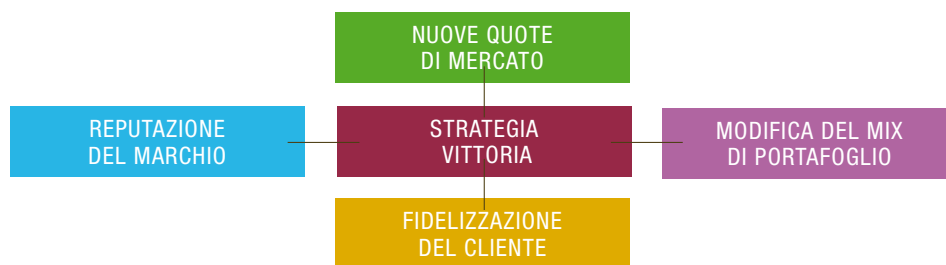 NUOVE QUOTE
DI MERCATO
REPUTAZIONE
DEL MARCHIO
STRATEGIA
VITTORIA
MODIFICA DEL MIX
DI PORTAFOGLIO
FIDELIZZAZIONE
DEL CLIENTE